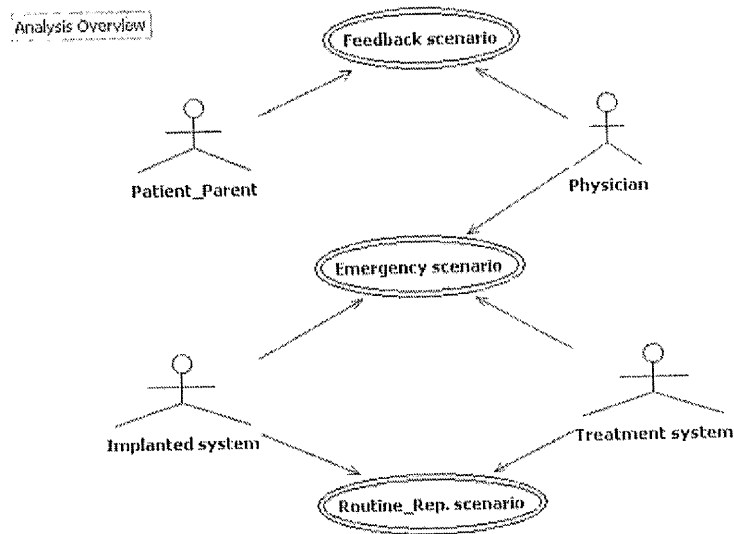 Analysis Overview
Feedback scenario
Patient_Parent
Physician
Emergency scenario
Implanted system
Treatment system
Routine_Rep. scenario